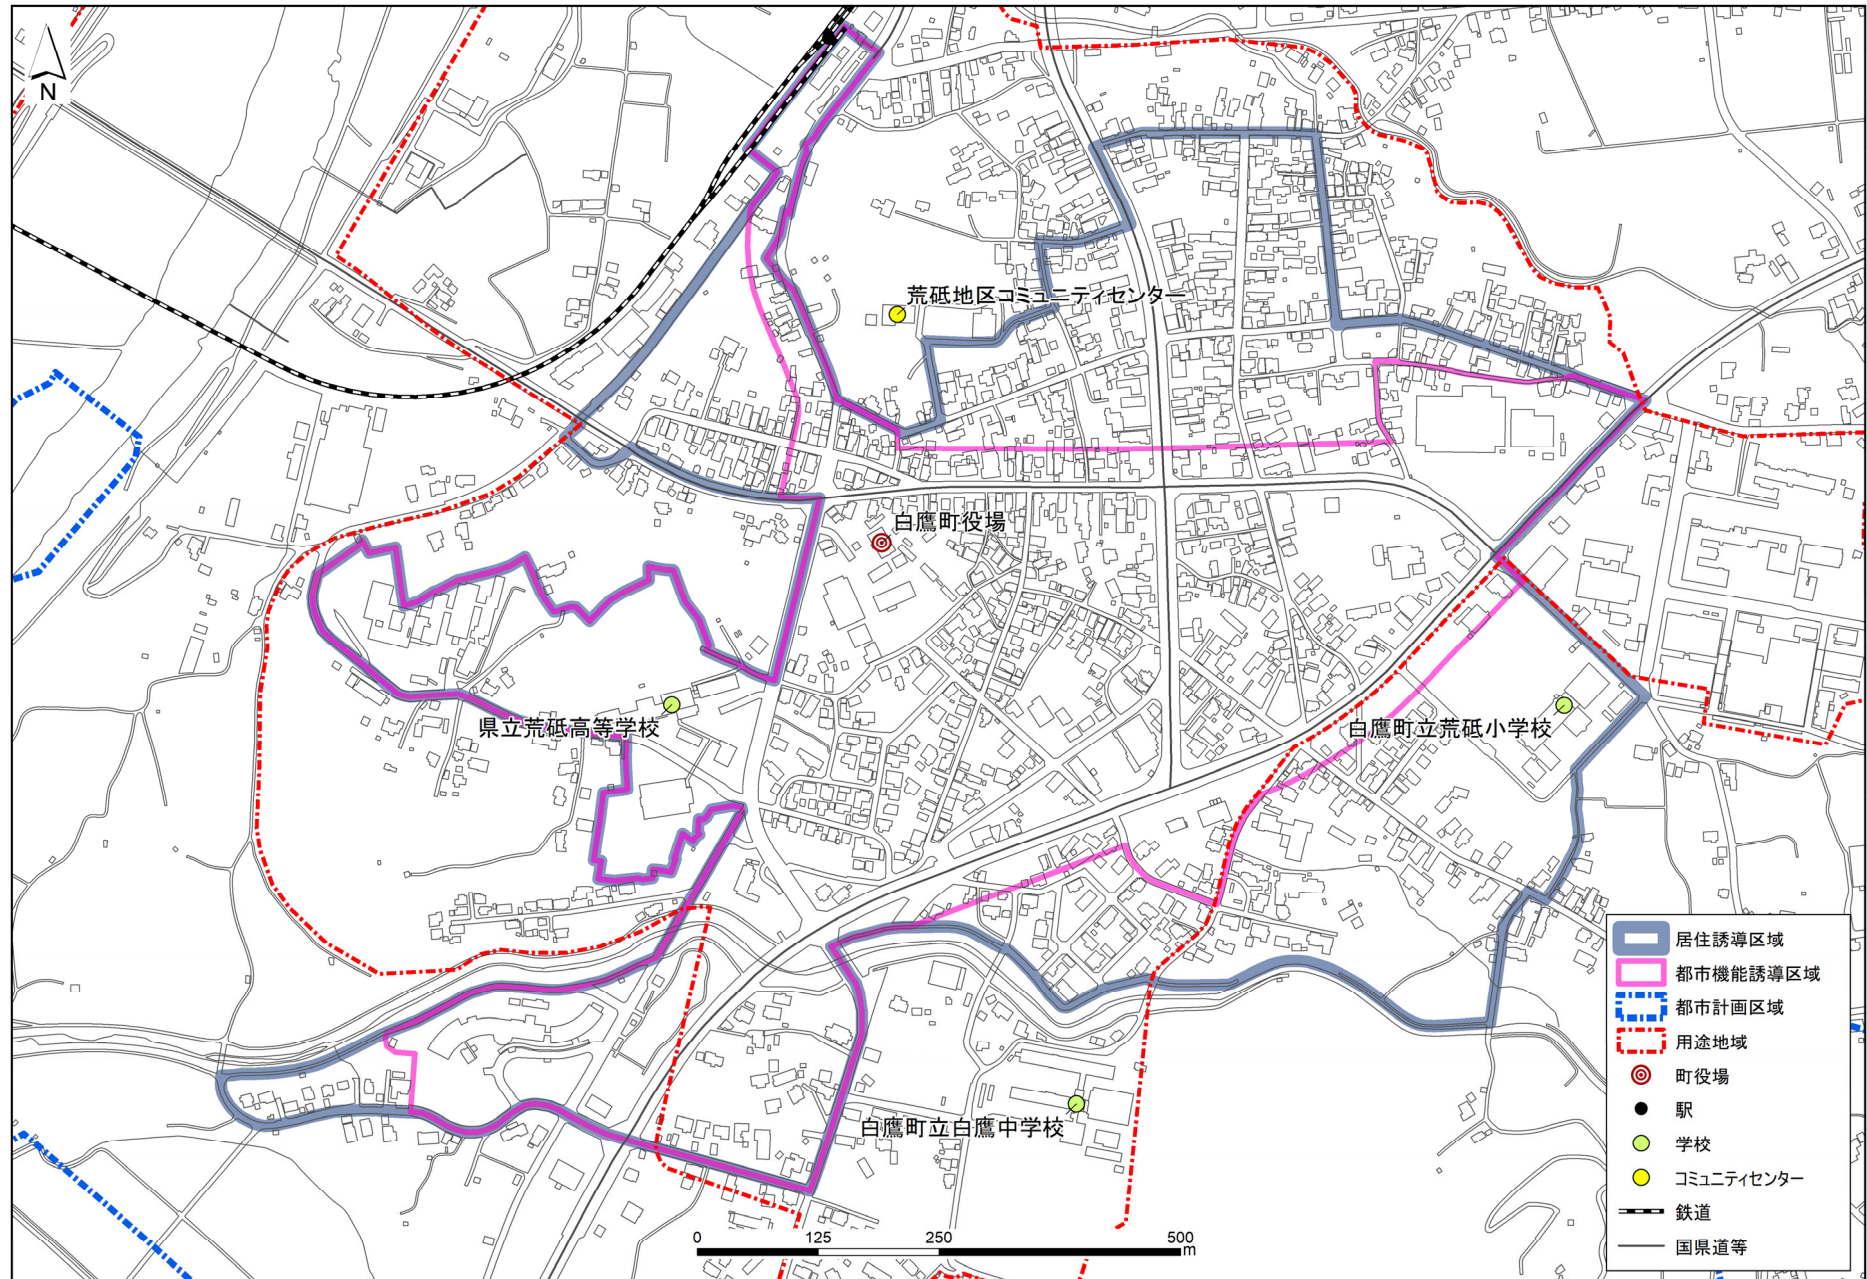 N
荒砥地区コミュニティセンター
白鷹町役場
県立荒砥高等学校
白鷹町立荒砥小学校
白鷹町立白鷹中学校
居住誘導区域
都市機能誘導区域
都市計画区域
用途地域
町役場
駅
学校
コミュニティセンター
鉄道
国県道等
0 125 250 500
m